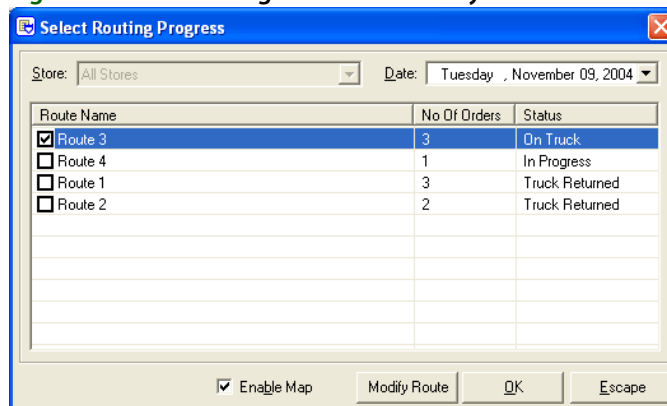 Select Routing Progress
Store: All Stores Date: Tuesday , November 09, 2004
Route Name No Of Orders Status
Route 3 3 On Truck
Route 4 1 In Progress
Route 1 3 Truck Returned
Route 2 2 Truck Returned
Enable Map Modify Route OK Escape